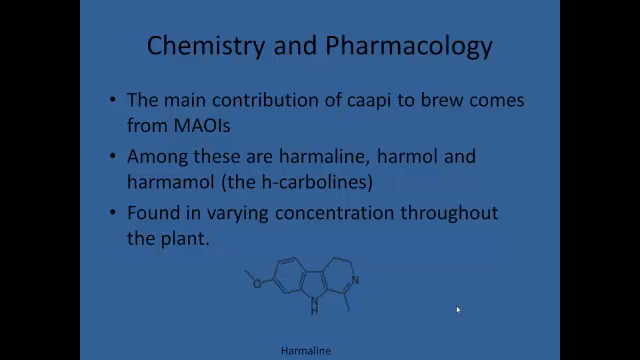 Chemistry and Pharmacology
• The main contribution of caapi to brew comes
from MAOIs
• Among these are harmaline, harmol and
harmamol (the h-carbolines)
• Found in varying concentration throughout
the plant.
O
N
N
H
Harmaline